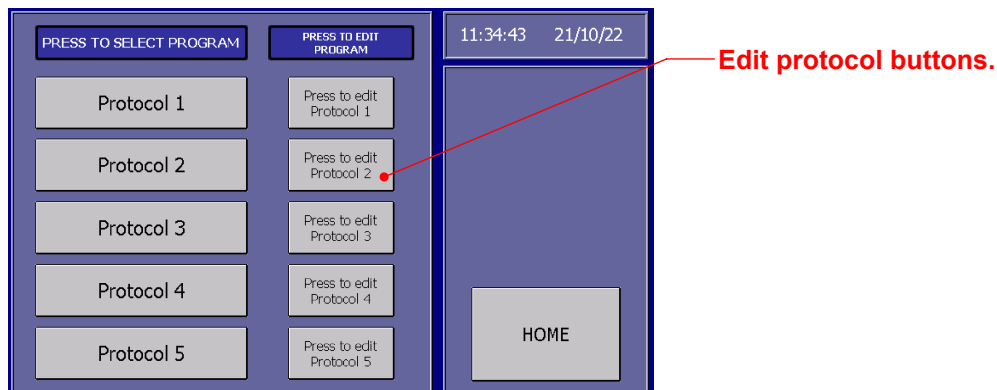 PRESS TO SELECT PROGRAM
PRESS TO EDIT
PROGRAM
11:34:43 21/10/22
Edit protocol buttons.
Protocol 1
Press to edit
Protocol 1
Protocol 2
Press to edit
Protocol 2
Protocol 3
Press to edit
Protocol 3
Protocol 4
Press to edit
Protocol 4
Protocol 5
Press to edit
Protocol 5
HOME